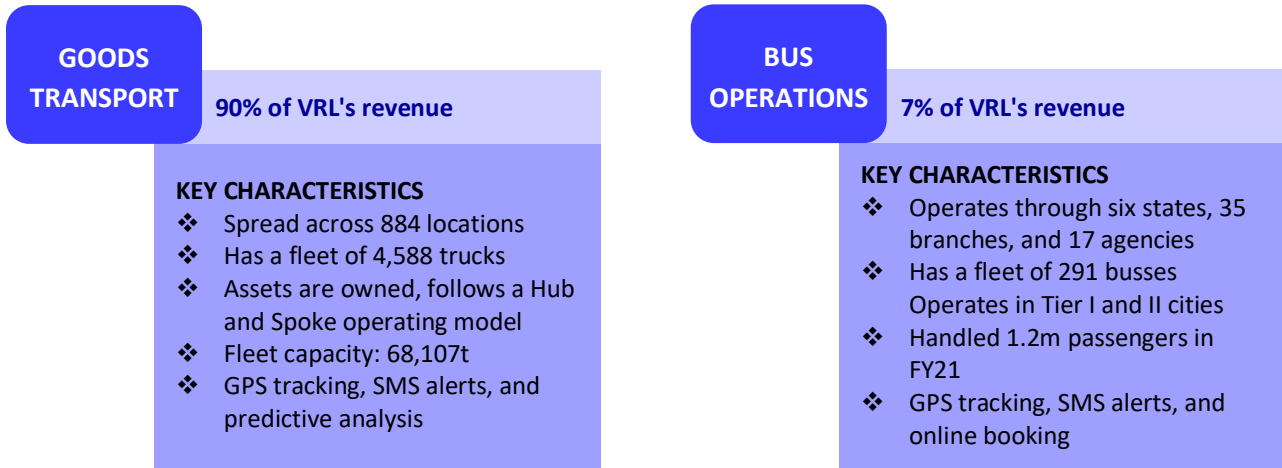 GOODS
TRANSPORT
90% of VRL's revenue
KEY CHARACTERISTICS
❖ Spread across 884 locations
❖ Has a fleet of 4,588 trucks
❖ Assets are owned, follows a Hub
and Spoke operating model
❖ Fleet capacity: 68,107t
❖ GPS tracking, SMS alerts, and
predictive analysis
BUS
OPERATIONS
7% of VRL's revenue
KEY CHARACTERISTICS
❖ Operates through six states, 35
branches, and 17 agencies
❖ Has a fleet of 291 busses
Operates in Tier I and II cities
❖ Handled 1.2m passengers in
FY21
❖ GPS tracking, SMS alerts, and
online booking